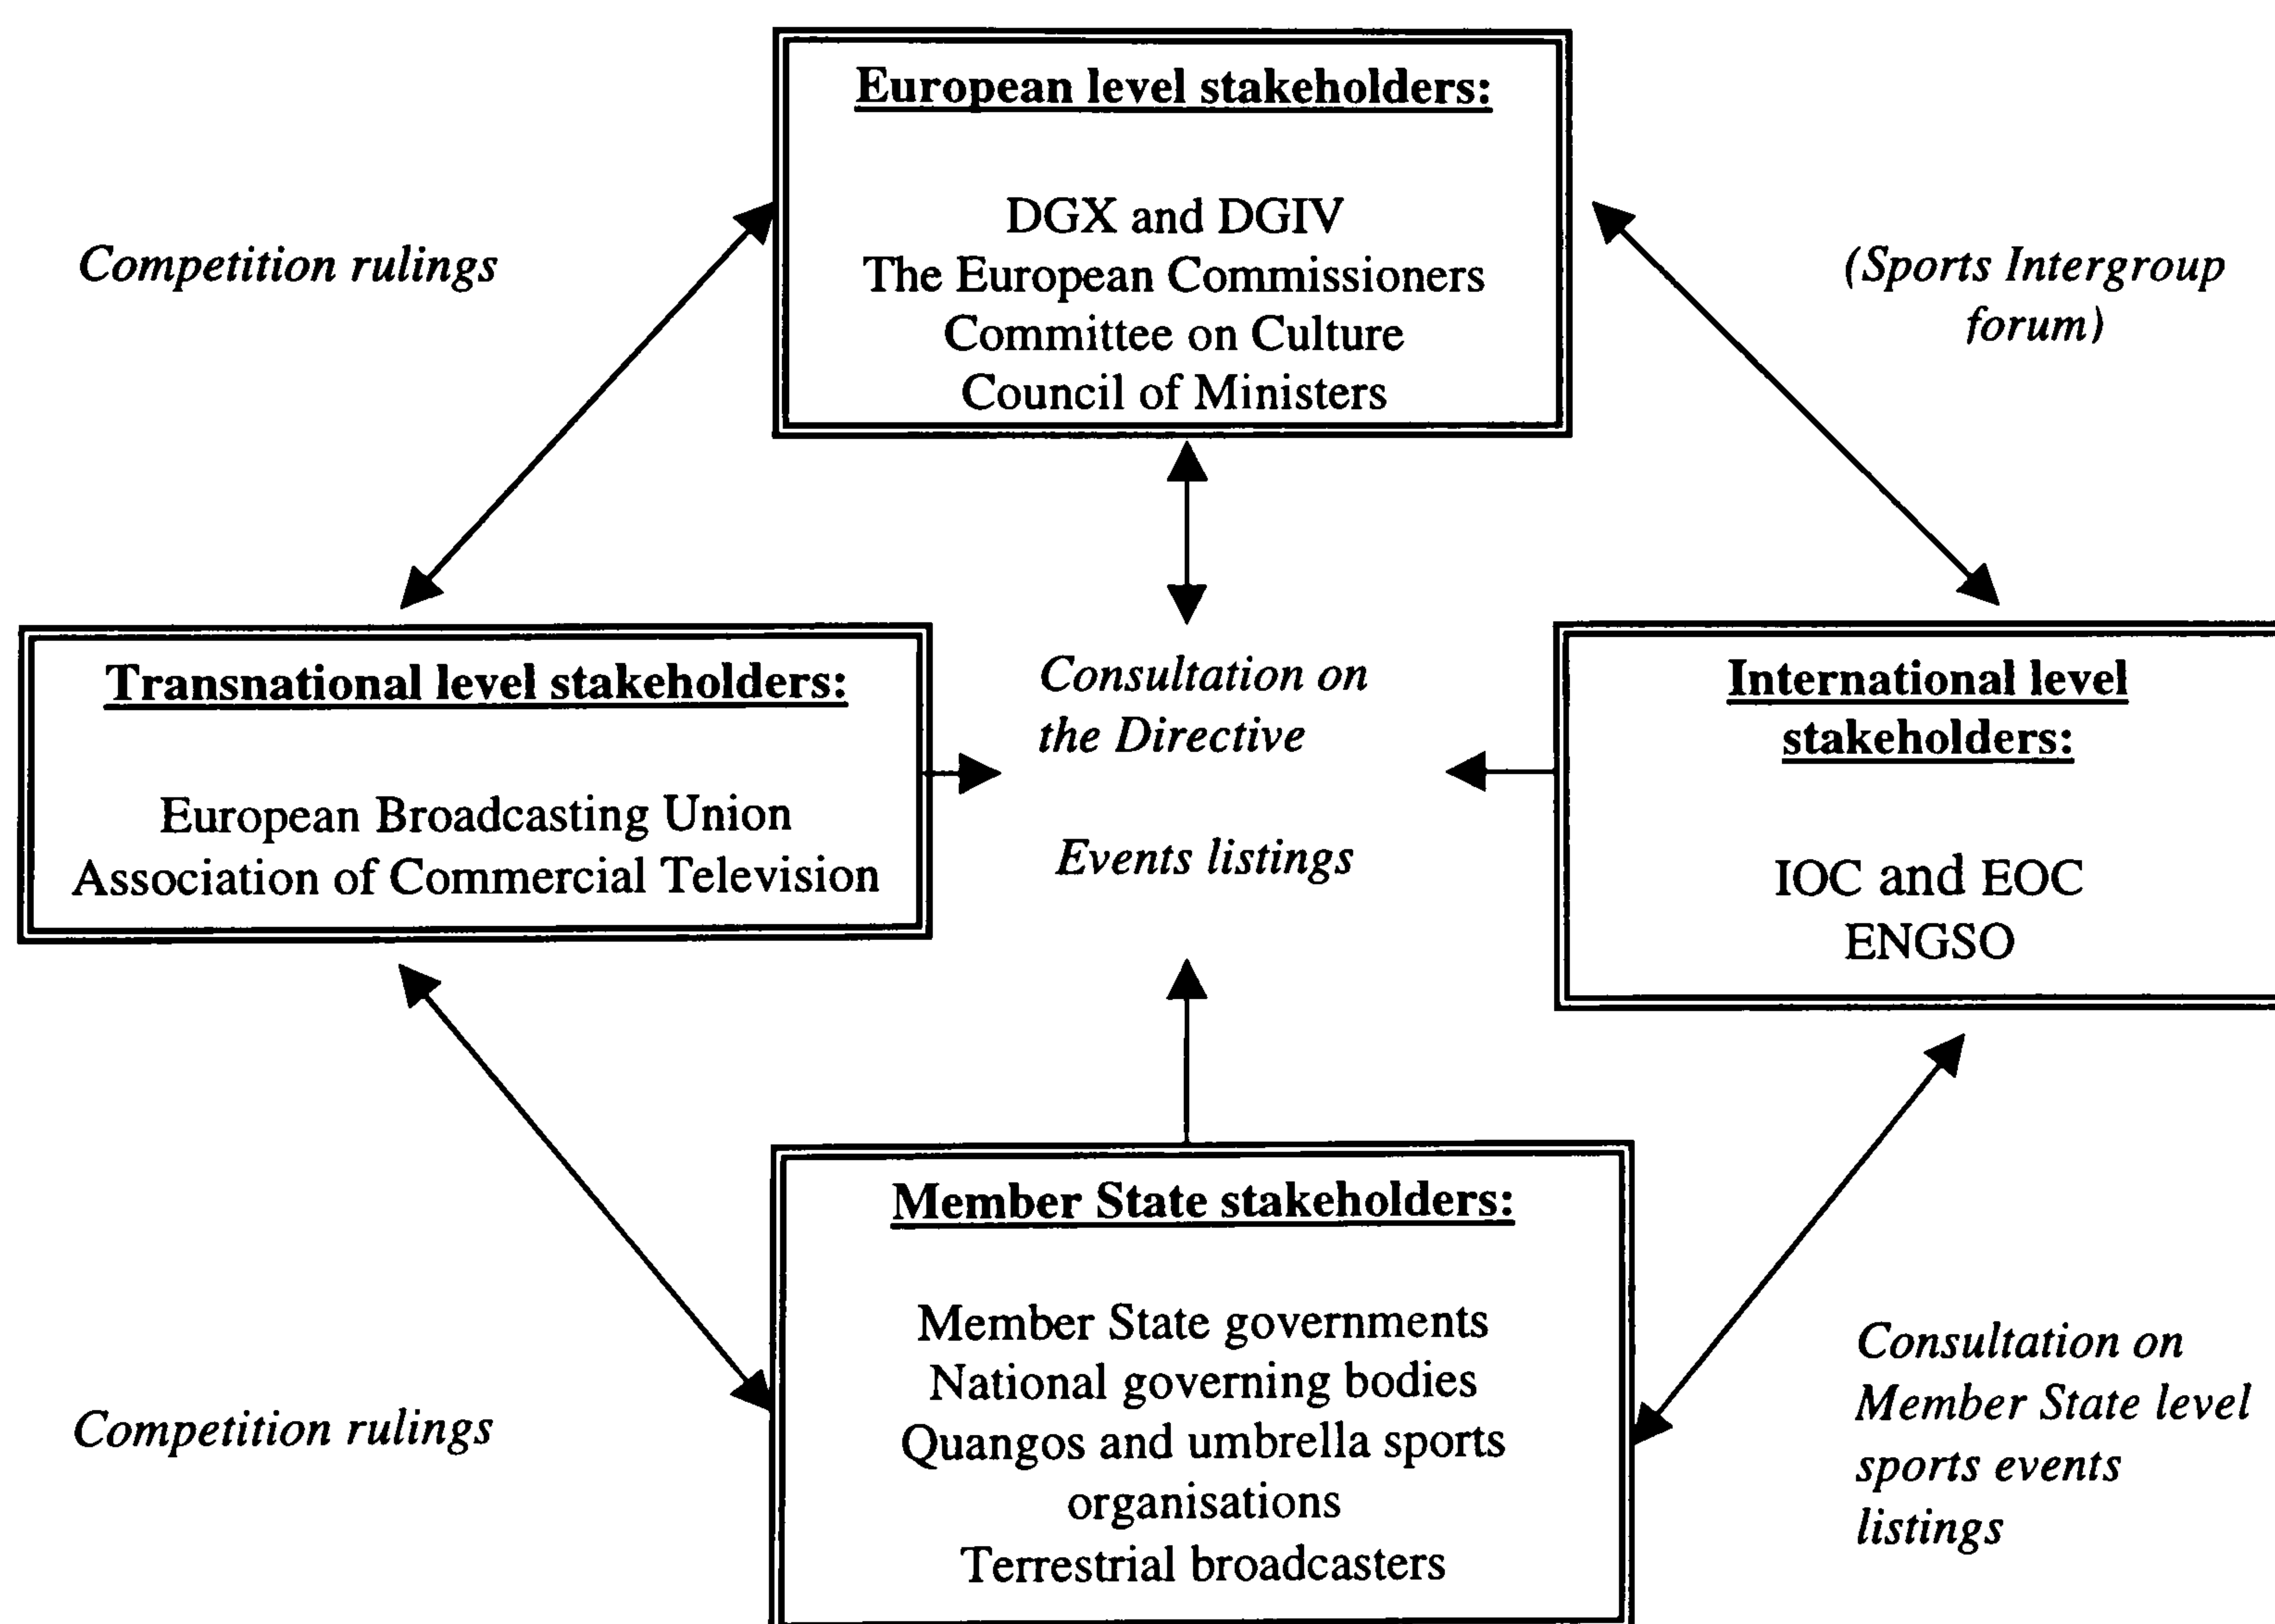 European level stakeholders:
DGX and DGIV
The European Commissioners
Committee on Culture
Council of Ministers
Competition rulings
(Sports Intergroup
forum)
Transnational level stakeholders:
European Broadcasting Union
Association of Commercial Television
Consultation on
the Directive
Events listings
International level
stakeholders:
IOC and EOC
ENGSO
Member State stakeholders:
Member State governments
National governing bodies
Quangos and umbrella sports
organisations
Terrestrial broadcasters
Competition rulings
Consultation on
Member State level
sports events
listings